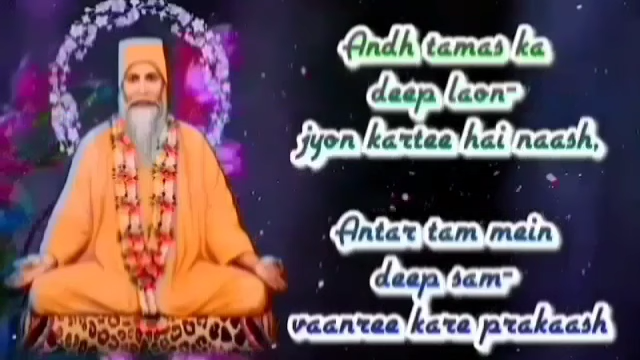 Andh tamas ka
deep laon-
jyon kartee hai naash,
Antar tam mein
deep sam-
vaanree kare prakaash